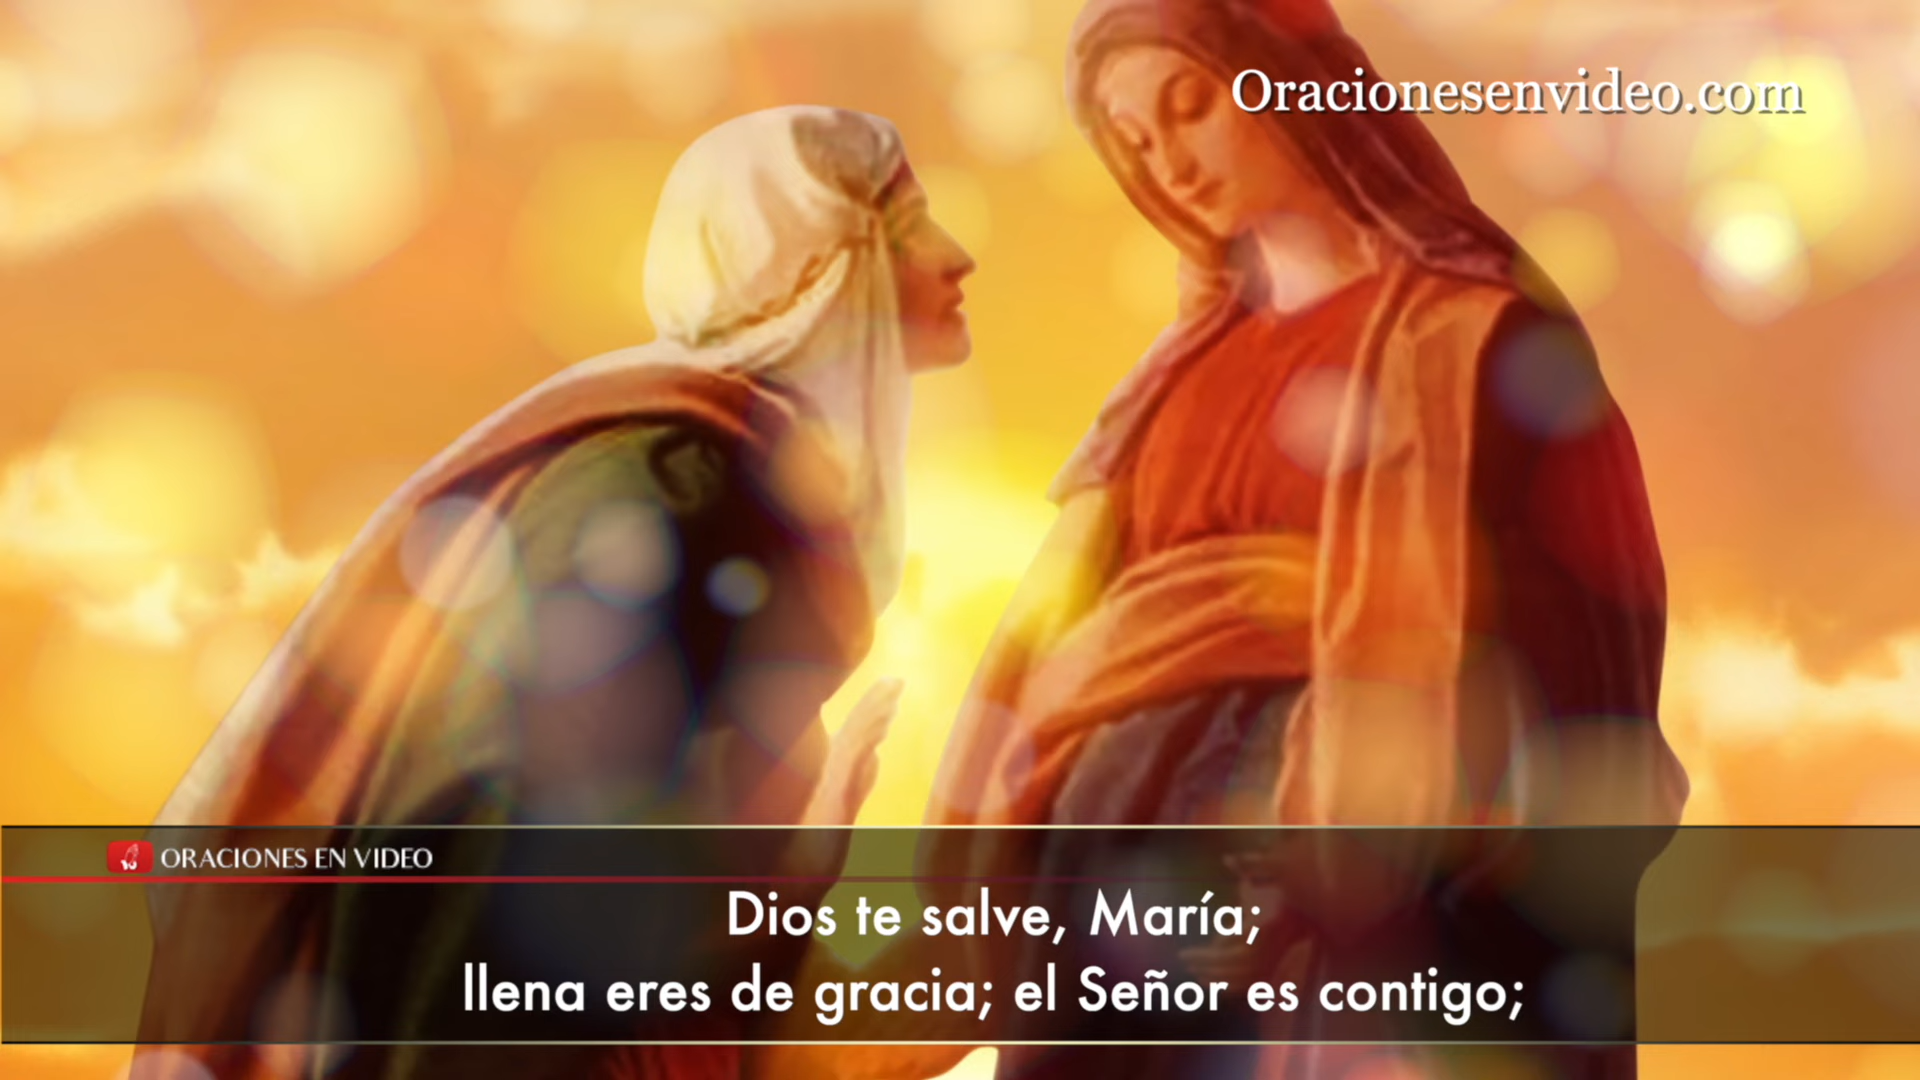 Oracionesenvideo.com
ORACIONES EN VIDEO
Dios te salve, María;
llena eres de gracia; el Señor es contigo;